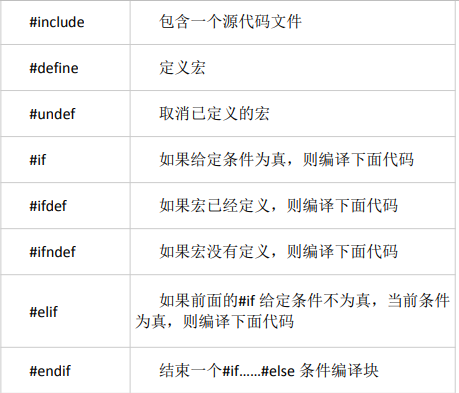 #include 包含一个源代码文件
#define 定义宏
#undef 取消已定义的宏
#if 如果给定条件为真，则编译下面代码
#ifdef 如果宏已经定义，则编译下面代码
#ifndef 如果宏没有定义，则编译下面代码
#elif 如果前面的#if 给定条件不为真，当前条件
为真，则编译下面代码
#endif 结束一个#if……#else 条件编译块